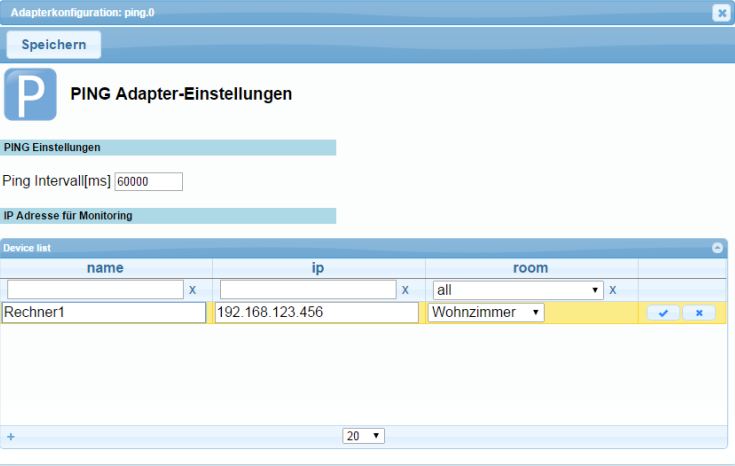 Adapterkonfiguration: ping.0
Speichern
P PING Adapter-Einstellungen
PING Einstellungen
Ping Intervall[ms] 60000
IP Adresse für Monitoring
Device list
name ip room
x x all x
Rechner1 192.168.123.456 Wohnzimmer
20